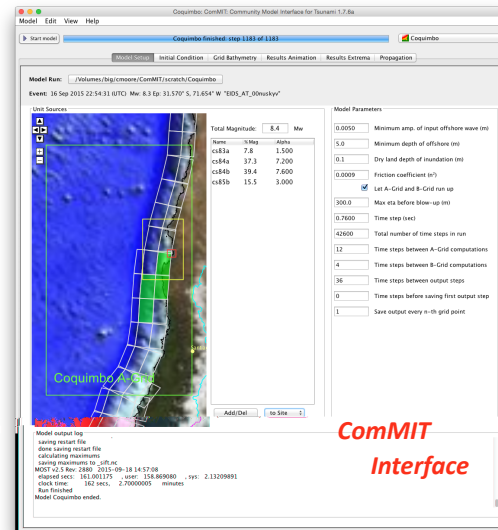 Coquimbo: ComMIT: Community Model Interface for Tsunami 1.7.6a
Model Edit View Help
Start model
Coquimbo finished: step 1183 of 1183
Coquimbo
Model Setup Initial Condition Grid Bathymetry Results Animation Results Extrema Propagation
Model Run: /Volumes/big/cmoore/ComMIT/scratch/Coquimbo
Event: 16 Sep 2015 22:54:31 (UTC) Mw: 8.3 Ep: 31.570° S, 71.654° W "EIDS_AT_00nuskyv"
Unit Sources
Total Magnitude: 8.4 Mw
Name % Mag Alpha
cs83a 7.8 1.500
cs84a 37.3 7.200
cs84b 39.4 7.600
cs85b 15.5 3.000
Coquimbo A-Grid
Add/Del to Site
Model Parameters
0.0050 Minimum amp. of input offshore wave (m)
5.0 Minimum depth of offshore (m)
0.1 Dry land depth of inundation (m)
0.0009 Friction coefficient (n²)
Let A-Grid and B-Grid run up
300.0 Max eta before blow-up (m)
0.7600 Time step (sec)
42600 Total number of time steps in run
12 Time steps between A-Grid computations
4 Time steps between B-Grid computations
36 Time steps between output steps
0 Time steps before saving first output step
1 Save output every n-th grid point
Model output log
saving restart file
done saving restart file
calculating maximums
saving maximums to _sift.nc
MOST v2.5 Rev: 2880 2015-09-18 14:57:08
elapsed secs: 161.001175 , user: 158.869080 , sys: 2.13209891
clock time: 162 secs, 2.70000005 minutes
Run finished
Model Coquimbo ended.
ComMIT
Interface